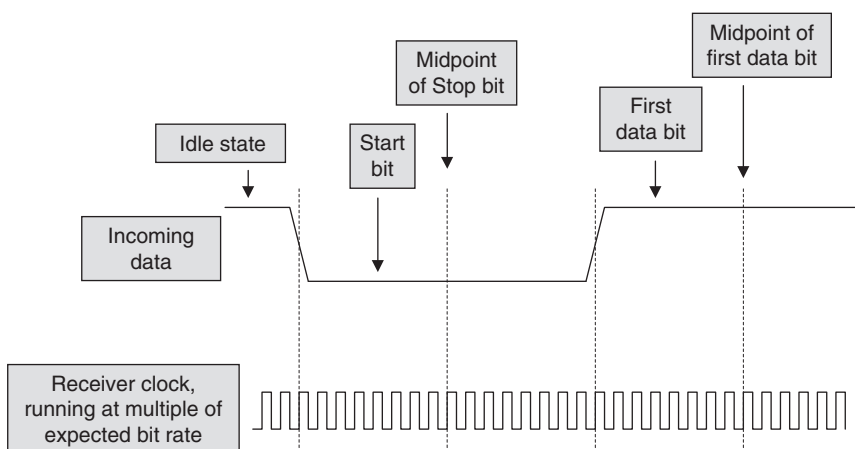 Midpoint of
first data bit
Midpoint
of Stop bit
First
data bit
Idle state
Start
bit
Incoming
data
Receiver clock,
running at multiple of
expected bit rate